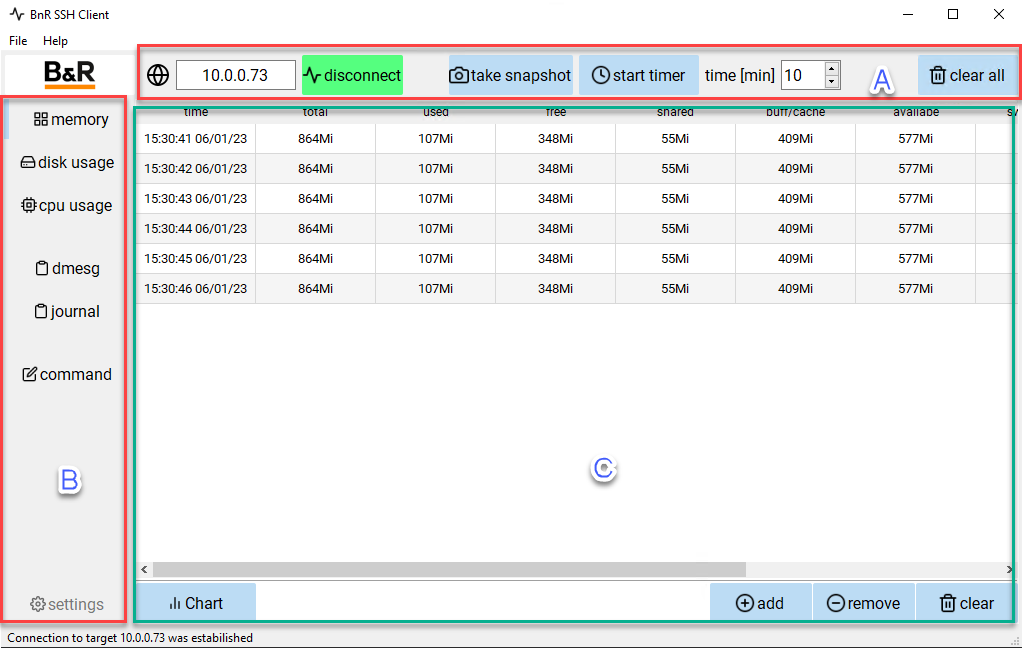 BnR SSH Client
File Help
B&R
10.0.0.73 disconnect take snapshot start timer time [min] 10 A clear all
memory
disk usage
cpu usage
dmesg
journal
command
B
settings
time total used free shared buff/cache availabe
15:30:41 06/01/23 864Mi 107Mi 348Mi 55Mi 409Mi 577Mi
15:30:42 06/01/23 864Mi 107Mi 348Mi 55Mi 409Mi 577Mi
15:30:43 06/01/23 864Mi 107Mi 348Mi 55Mi 409Mi 577Mi
15:30:44 06/01/23 864Mi 107Mi 348Mi 55Mi 409Mi 577Mi
15:30:45 06/01/23 864Mi 107Mi 348Mi 55Mi 409Mi 577Mi
15:30:46 06/01/23 864Mi 107Mi 348Mi 55Mi 409Mi 577Mi
C
Chart add remove clear
Connection to target 10.0.0.73 was estabilished